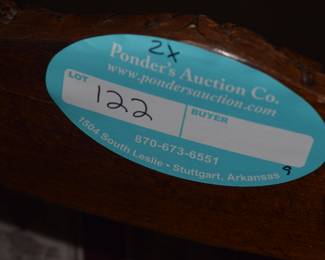 2X
Ponder's Auction Co.
www.pondersauction.com
LOT
122
BUYER
870-673-6551
1504 South Leslie • Stuttgart, Arkansas
9